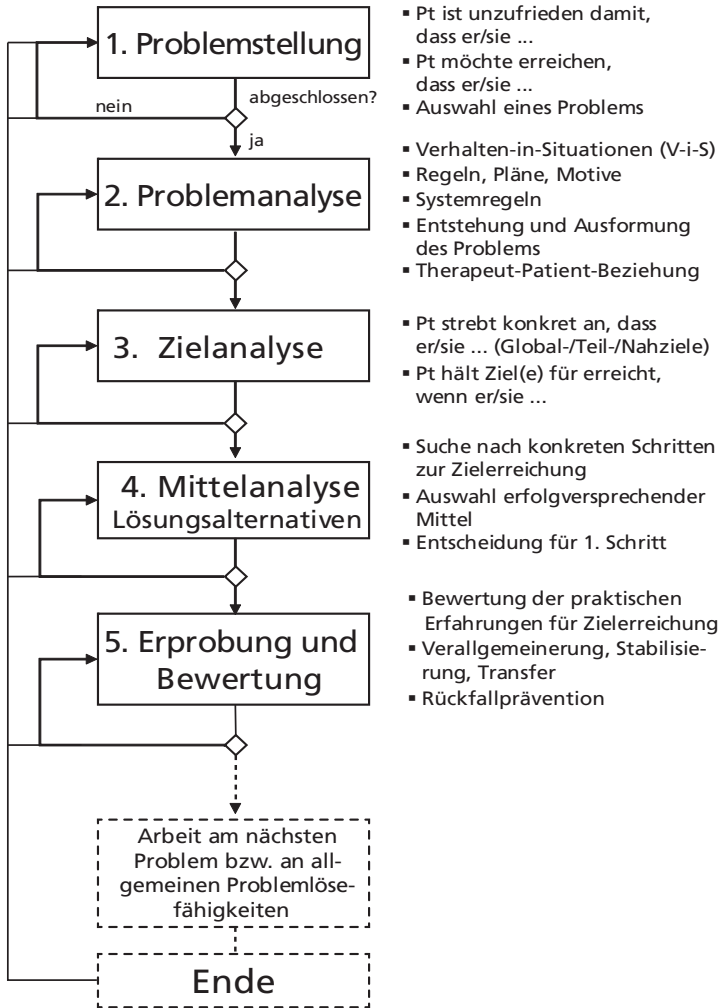 1. Problemstellung
▪ Pt ist unzufrieden damit,
dass er/sie ...
▪ Pt möchte erreichen,
dass er/sie ...
▪ Auswahl eines Problems
abgeschlossen?
nein
ja
2. Problemanalyse
▪ Verhalten-in-Situationen (V-i-S)
▪ Regeln, Pläne, Motive
▪ Systemregeln
▪ Entstehung und Ausformung
des Problems
▪ Therapeut-Patient-Beziehung
3. Zielanalyse
▪ Pt strebt konkret an, dass
er/sie ... (Global-/Teil-/Nahziele)
▪ Pt hält Ziel(e) für erreicht,
wenn er/sie ...
4. Mittelanalyse
Lösungsalternativen
▪ Suche nach konkreten Schritten
zur Zielerreichung
▪ Auswahl erfolgversprechender
Mittel
▪ Entscheidung für 1. Schritt
5. Erprobung und
Bewertung
▪ Bewertung der praktischen
Erfahrungen für Zielerreichung
▪ Verallgemeinerung, Stabilisie-
rung, Transfer
▪ Rückfallprävention
Arbeit am nächsten
Problem bzw. an all-
gemeinen Problemlöse-
fähigkeiten
Ende